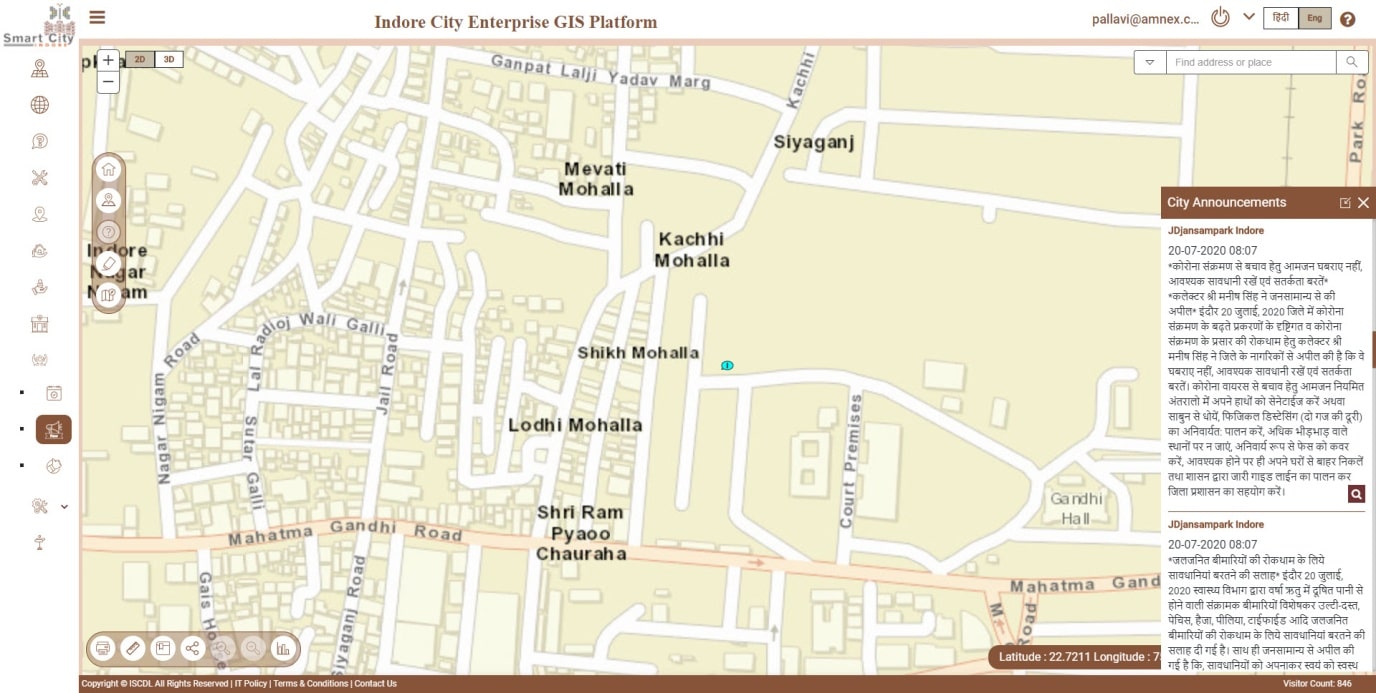 Smart City
INDORE
Indore City Enterprise GIS Platform
pallavi@amnex.c...
हिंदी
Eng
2D
3D
Find address or place
Ganpat Lalji Yadav Marg
Kachhi
Park Ro
Siyaganj
Mevati
Mohalla
Kachhi
Mohalla
Indore
Nagar
Shikh Mohalla
Lodhi Mohalla
Radloj Wali Galli
Jail Road
Nagar Nigam Road
Sutar Galli
Lal
Court Premises
Gandhi
Hall
Shri Ram
Pyaoo
Chauraha
Mahatma Gandhi Road
Mahatma Gand
Gais Ho
Siyaganj Road
M
Road
Latitude : 22.7211 Longitude : 7
City Announcements
JDjansampark Indore
20-07-2020 08:07
*कोरोना संक्रमण से बचाव हेतु आमजन घबराए नहीं,
आवश्यक सावधानी रखें एवं सतर्कता बरतें*
*कलेक्टर श्री मनीष सिंह ने जनसामान्य से की
अपील* इंदौर 20 जुलाई, 2020 जिले में कोरोना
संक्रमण के बढ़ते प्रकरणों के दृष्टिगत व कोरोना
संक्रमण के प्रसार की रोकथाम हेतु कलेक्टर श्री
मनीष सिंह ने जिले के नागरिकों से अपील की है कि वे
घबराए नहीं, आवश्यक सावधानी रखें एवं सतर्कता
बरतें। कोरोना वायरस से बचाव हेतु आमजन नियमित
अंतरालो में अपने हाथों को सेनेटाईज करें अथवा
साबुन से धोयें, फिजिकल डिस्टेसिंग (दो गज की दूरी)
का अनिवार्यत: पालन करें, अधिक भीड़भाड़ वाले
स्थानों पर न जाएं, अनिवार्य रूप से फेस को कवर
करें, आवश्यक होने पर ही अपने घरों से बाहर निकलें
तथा शासन द्वारा जारी गाइड लाईन का पालन कर
जिला प्रशासन का सहयोग करें।
JDjansampark Indore
20-07-2020 08:07
*जलजनित बीमारियों की रोकथाम के लिये
सावधानियां बरतने की सलाह* इंदौर 20 जुलाई,
2020 स्वास्थ्य विभाग द्वारा वर्षा ऋतु में दूषित पानी से
होने वाली संक्रामक बीमारियों विशेषकर उल्टी-दस्त,
पेचिस, हैजा, पीलिया, टाईफाईड आदि जलजनित
बीमारियों की रोकथाम के लिये सावधानियां बरतने की
सलाह दी गई है। साथ ही जनसामान्य से अपील की
गई है कि, सावधानियों को अपनाकर स्वयं को स्वस्थ
Copyright © ISCDL All Rights Reserved | IT Policy | Terms & Conditions | Contact Us
Visitor Count: 846